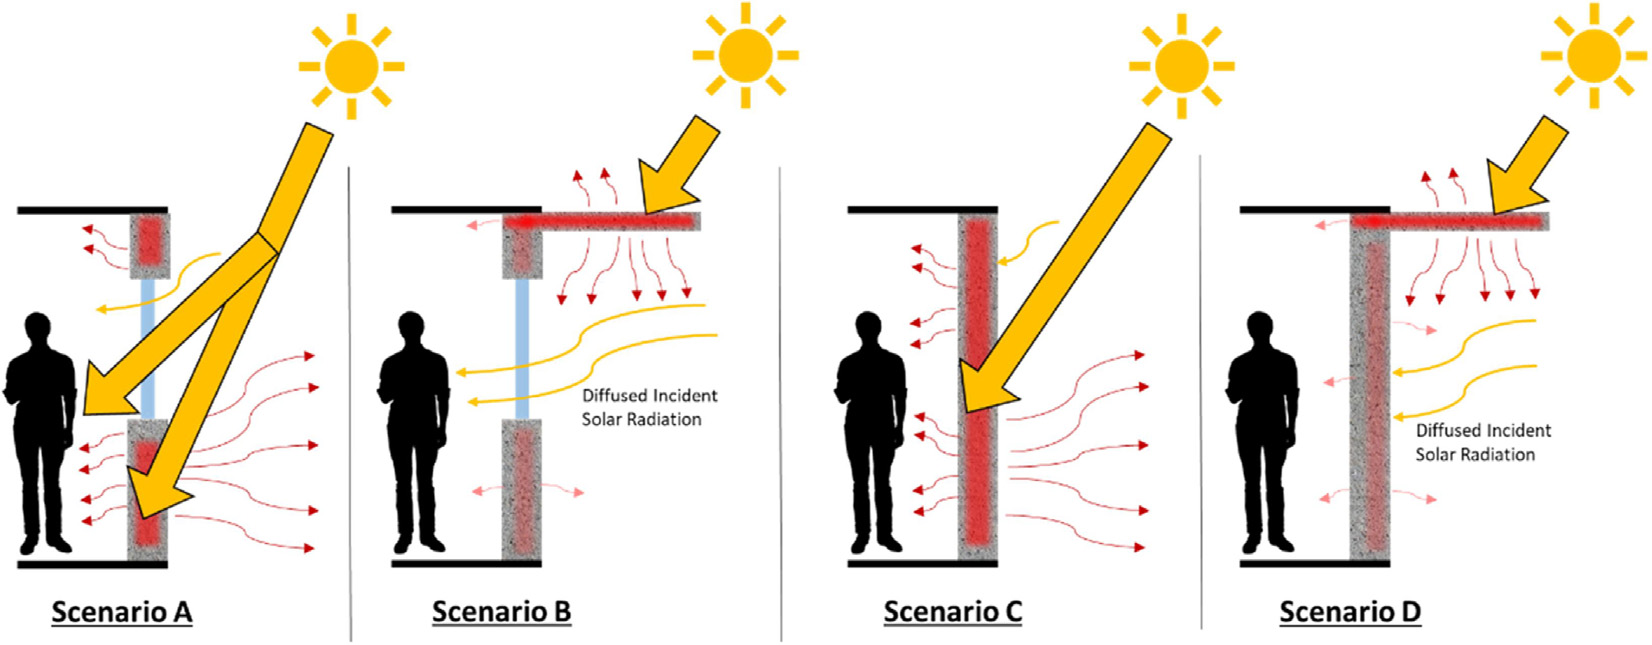 Diffused Incident
Solar Radiation
Diffused Incident
Solar Radiation
Scenario A
Scenario B
Scenario C
Scenario D